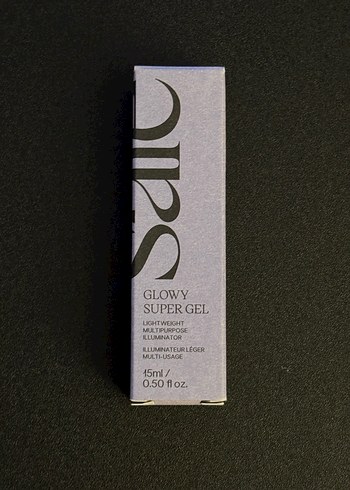 Saie
GLOWY
SUPER GEL
LIGHTWEIGHT
MULTIPURPOSE
ILLUMINATOR
ILLUMINATEUR LÉGER
MULTI-USAGE
15ml /
0.50 fl oz.